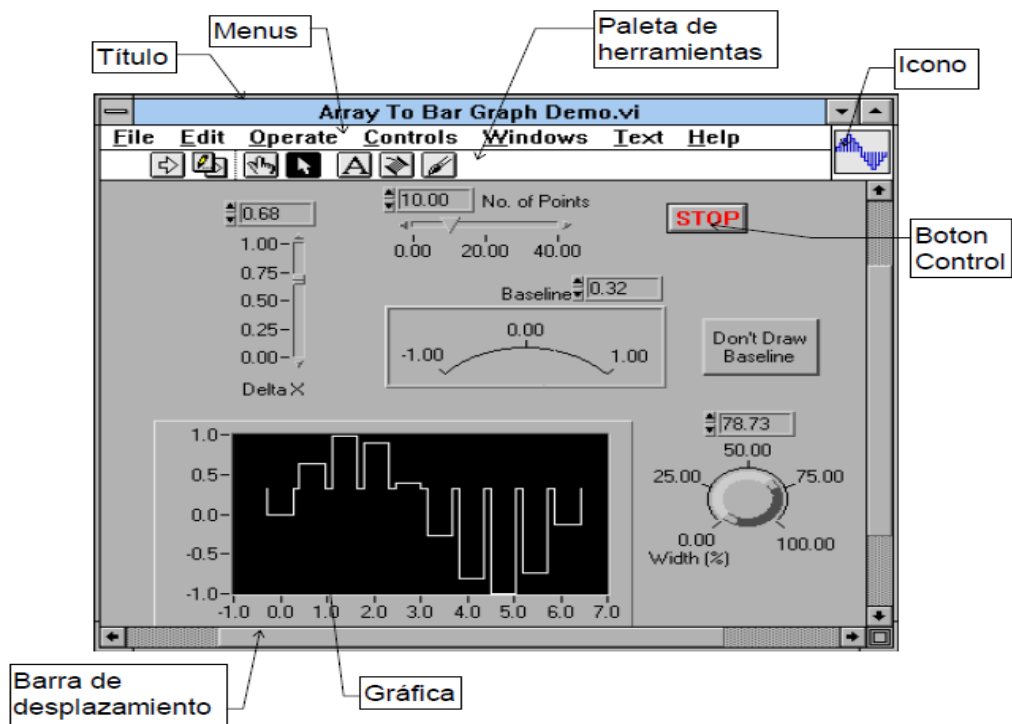 Título
Menus
Paleta de
herramientas
Icono
Array To Bar Graph Demo.vi
File Edit Operate Controls Windows Text Help
A
0.68
1.00
0.75
0.50
0.25
0.00
Delta X
10.00 No. of Points
0.00 20.00 40.00
STOP
Boton
Control
Baseline 0.32
-1.00 0.00 1.00
Don't Draw
Baseline
1.0
0.5
0.0
-0.5
-1.0
-1.0 0.0 1.0 2.0 3.0 4.0 5.0 6.0 7.0
78.73
50.00
25.00 75.00
0.00 100.00
Width (%)
Barra de
desplazamiento
Gráfica